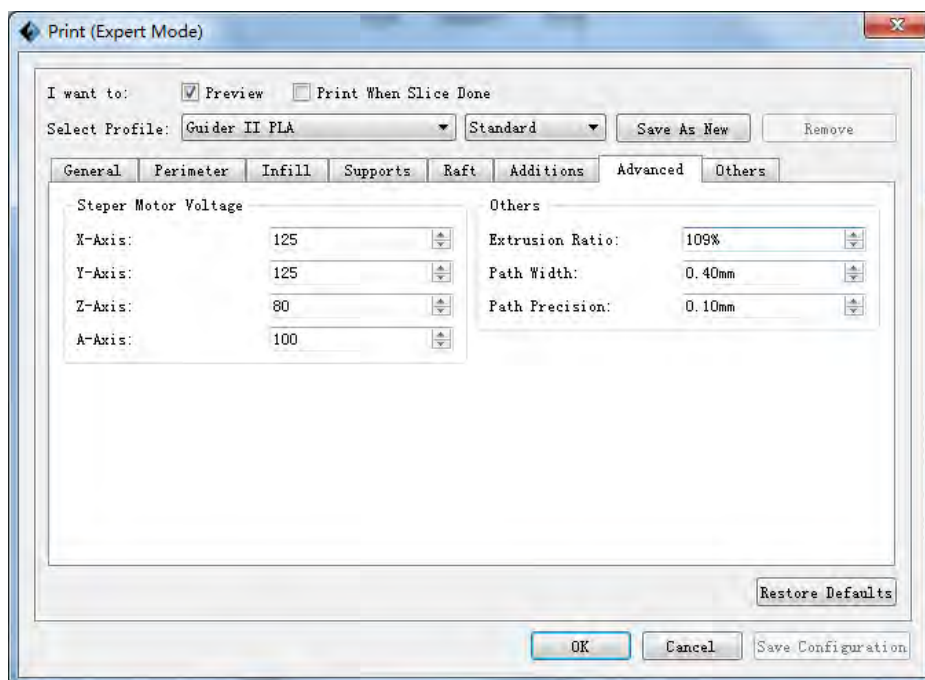 Print (Expert Mode)
I want to: Preview Print When Slice Done
Select Profile: Guider II PLA Standard Save As New Remove
General Perimeter Infill Supports Raft Additions Advanced Others
Steper Motor Voltage
X-Axis: 125
Y-Axis: 125
Z-Axis: 80
A-Axis: 100
Others
Extrusion Ratio: 109%
Path Width: 0.40mm
Path Precision: 0.10mm
Restore Defaults
OK Cancel Save Configuration